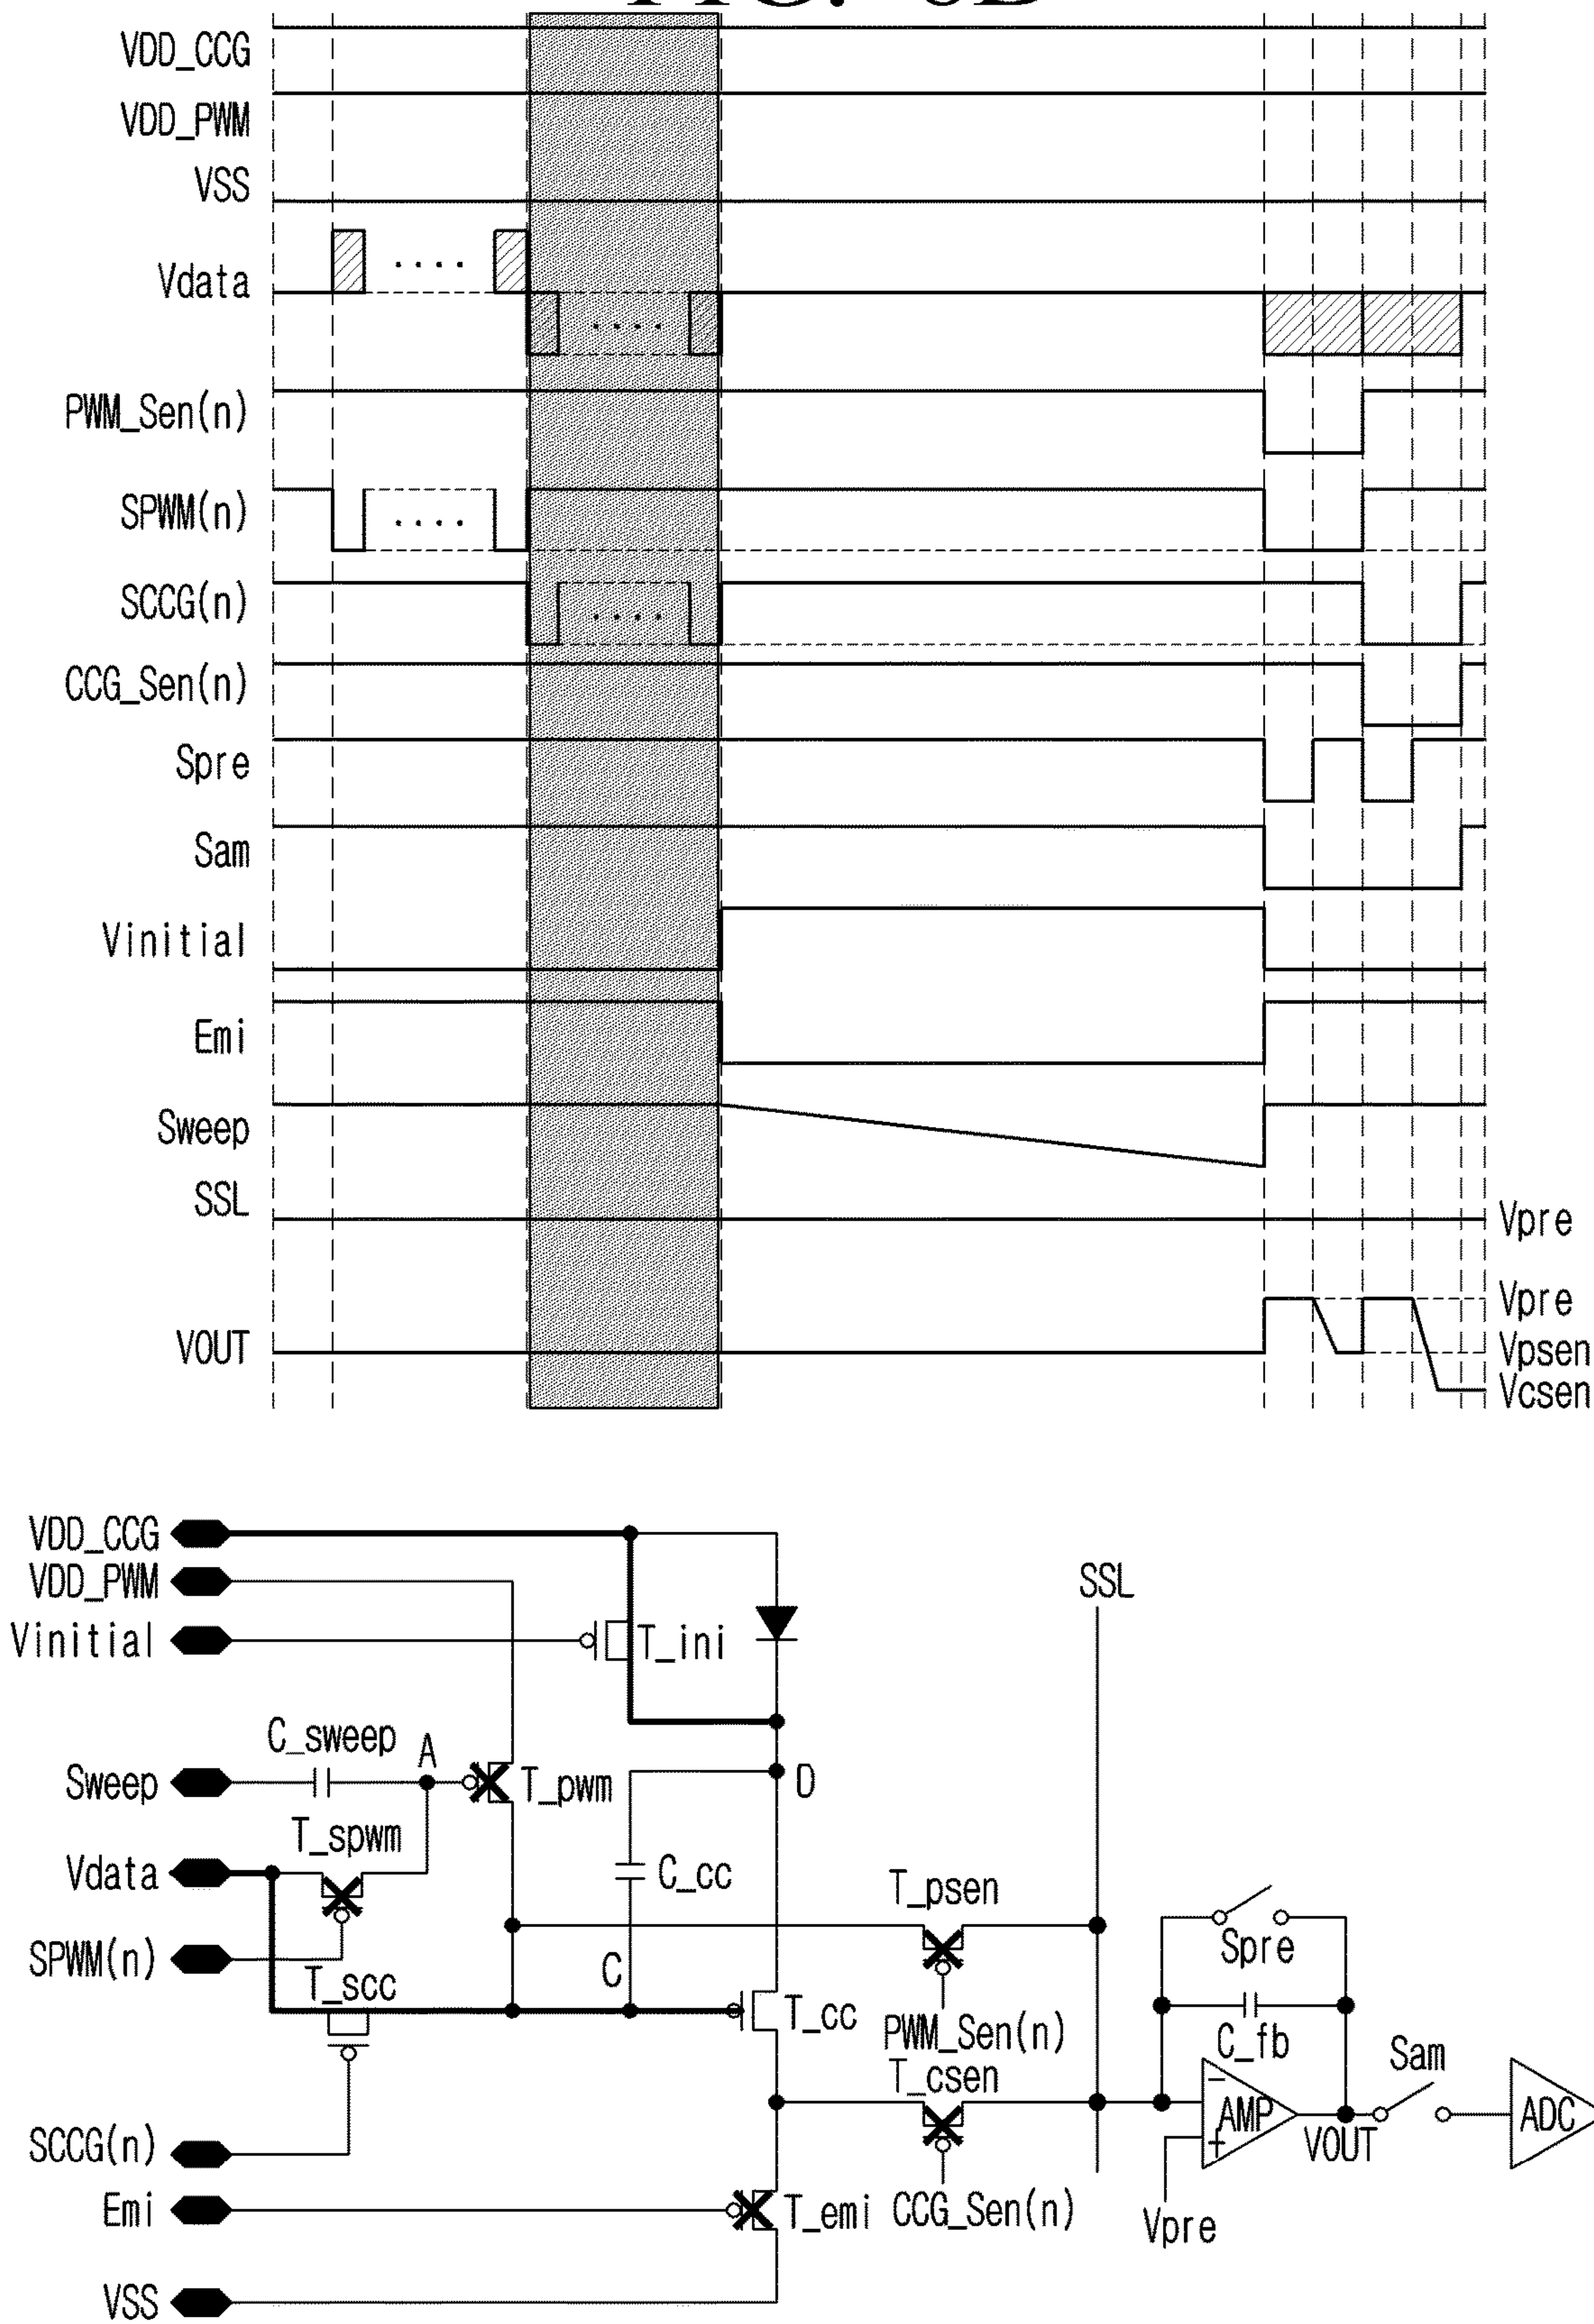 VDD_CCG
VDD_PWM
VSS
Vdata
. . . .
. . . .
PWM_Sen(n)
SPWM(n)
. . . .
SCCG(n)
. . . .
CCG_Sen(n)
Spre
Sam
Vinitial
Emi
Sweep
SSL
Vpre
Vpre
VOUT
Vpsen
Vcsen
VDD_CCG
VDD_PWM
SSL
Vinitial
T_ini
C_sweep
A
Sweep
T_pwm
D
T_spwm
Vdata
C_cc
T_psen
SPWM(n)
Spre
T_scc
C
T_cc
PWM_Sen(n)
C_fb
Sam
T_csen
AMP
ADC
VOUT
SCCG(n)
Emi
T_emi
CCG_Sen(n)
Vpre
VSS